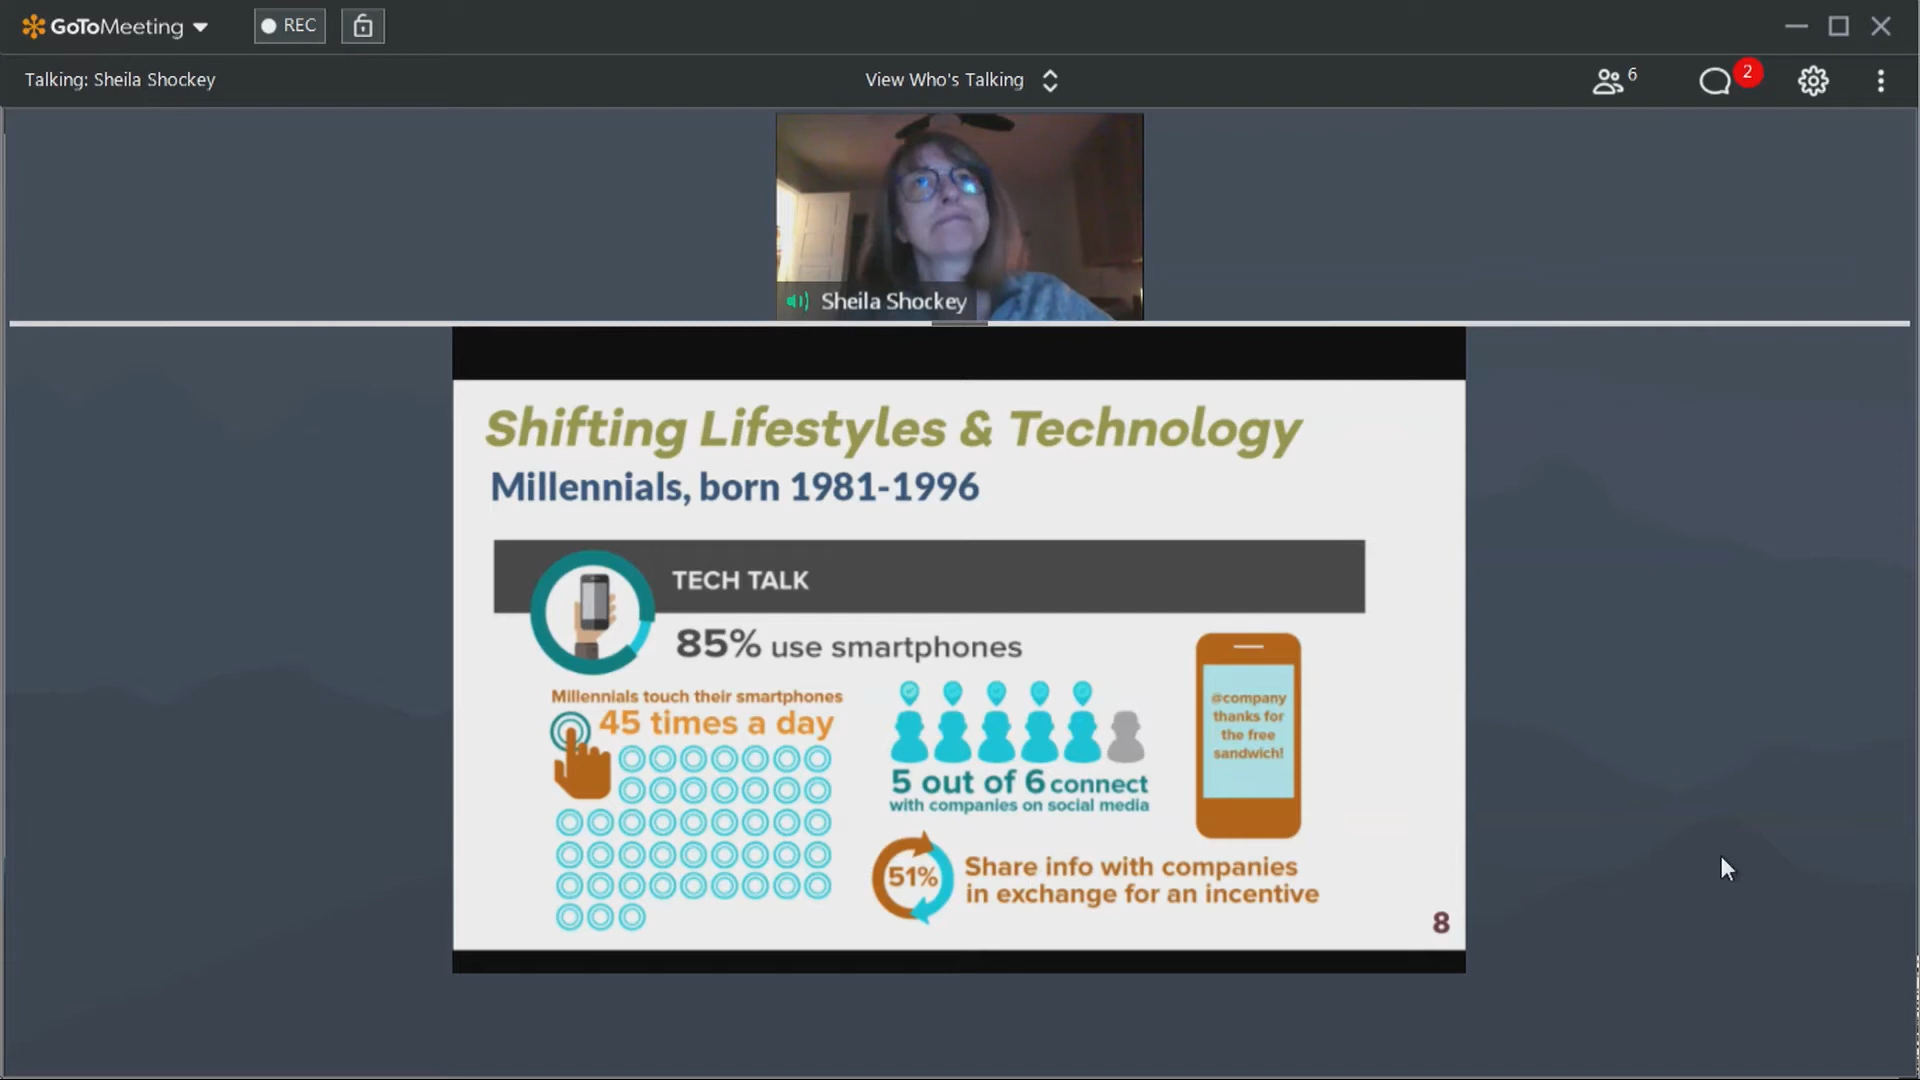 GoToMeeting
REC
Talking: Sheila Shockey
View Who's Talking
6
2
Sheila Shockey
Shifting Lifestyles & Technology
Millennials, born 1981-1996
TECH TALK
85% use smartphones
Millennials touch their smartphones
45 times a day
5 out of 6 connect
with companies on social media
@company
thanks for
the free
sandwich!
51%
Share info with companies
in exchange for an incentive
8